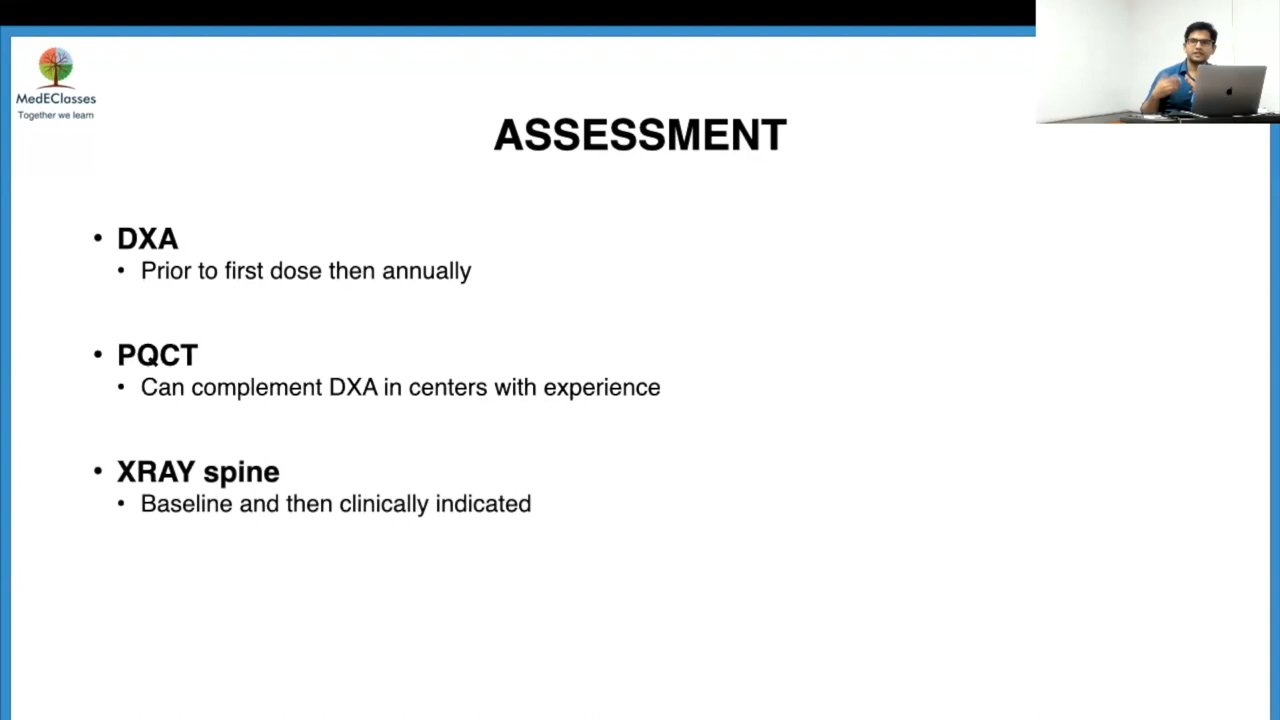 MedEClasses
Together we learn
ASSESSMENT
• DXA
• Prior to first dose then annually
• PQCT
• Can complement DXA in centers with experience
• XRAY spine
• Baseline and then clinically indicated